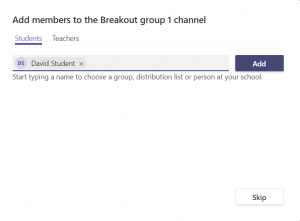 Add members to the Breakout group 1 channel
Students Teachers
DS David Student × Add
Start typing a name to choose a group, distribution list or person at your school.
Skip